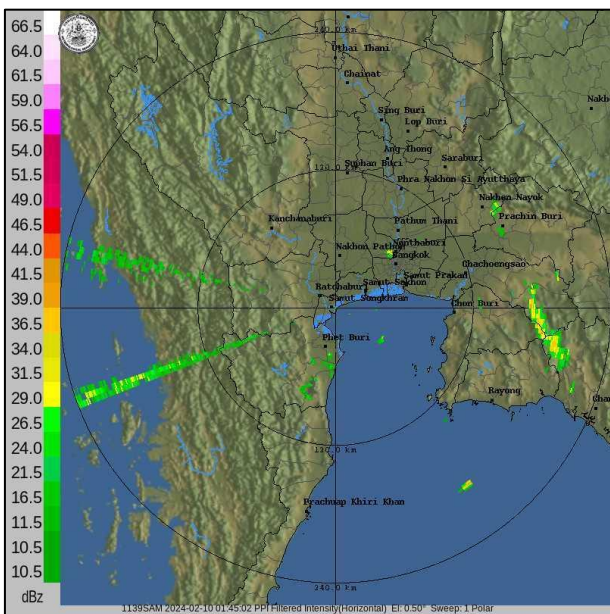 66.5
64.0
61.5
59.0
56.5
54.0
51.5
49.0
46.5
44.0
41.5
39.0
36.5
34.0
31.5
29.0
26.5
24.0
21.5
16.5
11.5
10.5
dBz
Uthai Thani
Chainat
Sing Buri
Lop Buri
Ang Thong
Saraburi
Suphan Buri
120.0 km
Phra Nakhon Si Ayutthaya
Nakhon Nayok
Prachin Buri
Kanchanaburi
Pathum Thani
Nonthaburi
Nakhon Pathom
Bangkok
Chachoengsao
Samut Prakan
Ratchaburi
Samut Sakhon
Samut Songkhram
Chon Buri
Phet Buri
Rayong
120.0 km
Prachuap Khiri Khan
240.0 km
1139SAM 2024-02-10 01:45:02 PPI Filtered Intensity(Horizontal) El: 0.50° Sweep: 1 Polar